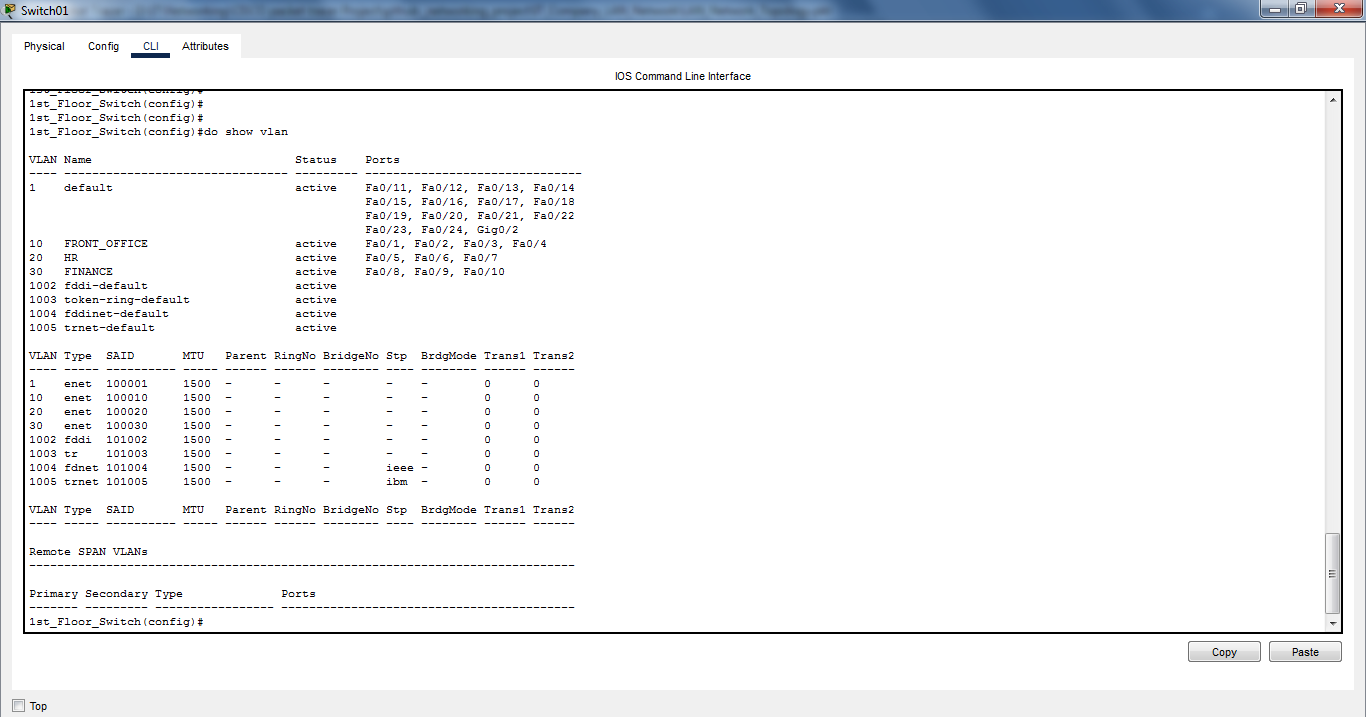 Switch01
Physical Config CLI Attributes
IOS Command Line Interface
1st_Floor_Switch(config)#
1st_Floor_Switch(config)#
1st_Floor_Switch(config)#
1st_Floor_Switch(config)#do show vlan
VLAN Name                             Status    Ports
---- -------------------------------- --------- -------------------------------
1    default                          active    Fa0/11, Fa0/12, Fa0/13, Fa0/14
                                                Fa0/15, Fa0/16, Fa0/17, Fa0/18
                                                Fa0/19, Fa0/20, Fa0/21, Fa0/22
                                                Fa0/23, Fa0/24, Gig0/2
10   FRONT_OFFICE                     active    Fa0/1, Fa0/2, Fa0/3, Fa0/4
20   HR                               active    Fa0/5, Fa0/6, Fa0/7
30   FINANCE                          active    Fa0/8, Fa0/9, Fa0/10
1002 fddi-default                     active
1003 token-ring-default               active
1004 fddinet-default                  active
1005 trnet-default                    active
VLAN Type  SAID       MTU   Parent RingNo BridgeNo Stp  BrdgMode Trans1 Trans2
---- ----- ---------- ----- ------ ------ -------- ---- -------- ------ ------
1    enet  100001     1500  -      -      -        -    -        0      0
10   enet  100010     1500  -      -      -        -    -        0      0
20   enet  100020     1500  -      -      -        -    -        0      0
30   enet  100030     1500  -      -      -        -    -        0      0
1002 fddi  101002     1500  -      -      -        -    -        0      0
1003 tr    101003     1500  -      -      -        -    -        0      0
1004 fdnet 101004     1500  -      -      -        ieee -        0      0
1005 trnet 101005     1500  -      -      -        ibm  -        0      0
VLAN Type  SAID       MTU   Parent RingNo BridgeNo Stp  BrdgMode Trans1 Trans2
---- ----- ---------- ----- ------ ------ -------- ---- -------- ------ ------
Remote SPAN VLANs
------------------------------------------------------------------------------
Primary Secondary Type              Ports
------- --------- ----------------- ------------------------------------------
1st_Floor_Switch(config)#
Copy Paste
Top